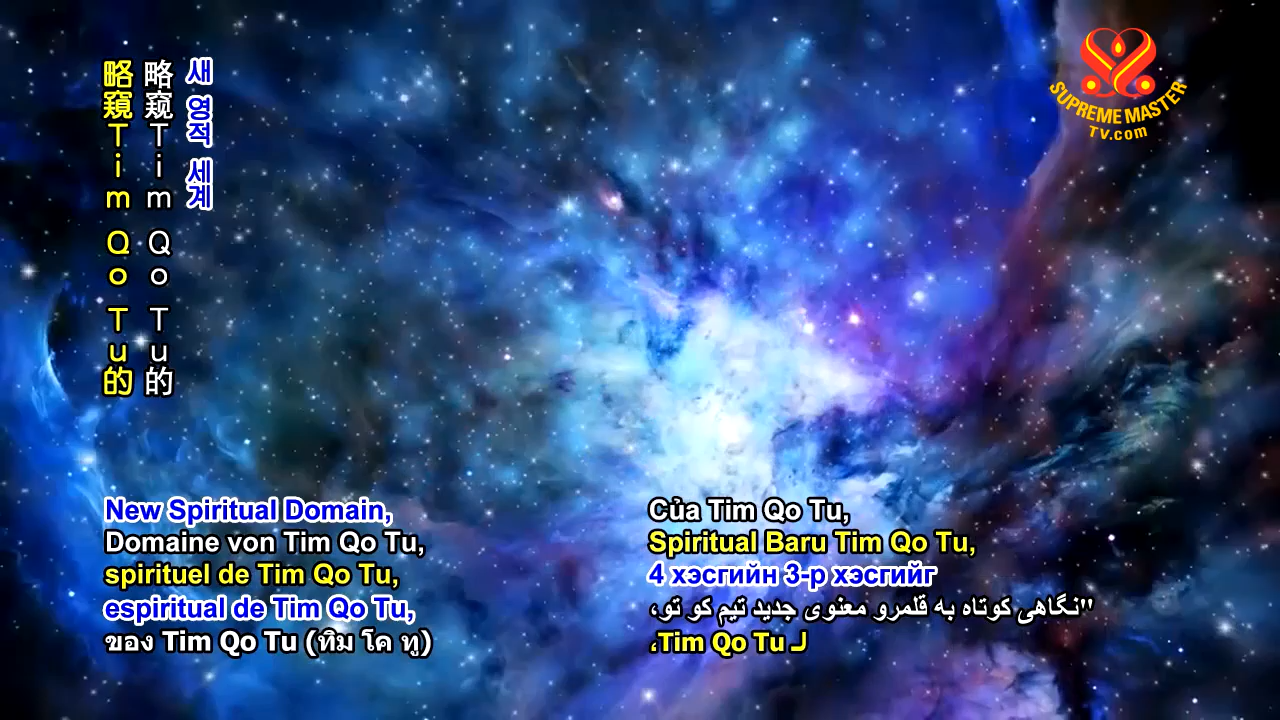 새 영적 세계
略窺Tim Qo Tu的
略窥Tim Qo Tu的
SUPREME MASTER
TV.com
New Spiritual Domain,
Domaine von Tim Qo Tu,
spirituel de Tim Qo Tu,
espiritual de Tim Qo Tu,
ของ Tim Qo Tu (ทิม โค ทู)
Của Tim Qo Tu,
Spiritual Baru Tim Qo Tu,
4 хэсгийн 3-р хэсгийг
"نگاهی کوتاه به قلمرو معنوی جدید تیم کو تو،
لـ Tim Qo Tu،